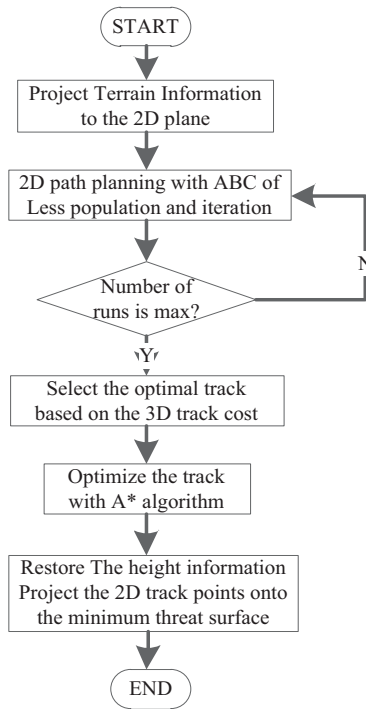 START
Project Terrain Information
to the 2D plane
2D path planning with ABC of
Less population and iteration
N
Number of
runs is max?
Y
Select the optimal track
based on the 3D track cost
Optimize the track
with A* algorithm
Restore The height information
Project the 2D track points onto
the minimum threat surface
END